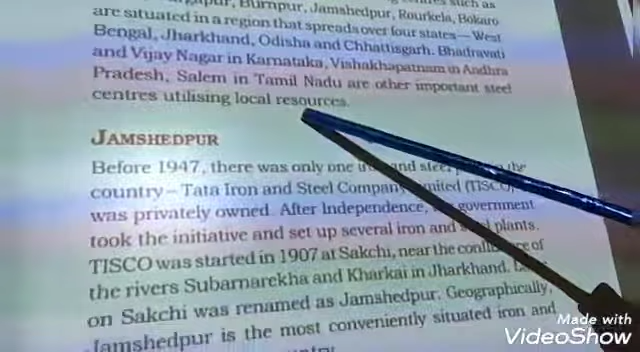 Burnpur, Jamshedpur, Rourkela, Bokaro
are situated in a region that spreads over four states – West
Bengal, Jharkhand, Odisha and Chhattisgarh. Bhadravati
and Vijay Nagar in Karnataka, Vishakhapatnam in Andhra
Pradesh, Salem in Tamil Nadu are other important steel
centres utilising local resources.
JAMSHEDPUR
Before 1947, there was only one and the
country – Tata Iron and Steel Company (TISCO)
was privately owned. After Independence, government
took the initiative and set up several iron and plants.
TISCO was started in 1907 at Sakchi, near the of
the rivers Subarnarekha and Kharkai in Jharkhand.
on Sakchi was renamed as Jamshedpur. Geographically,
Jamshedpur is the most conveniently situated iron and
Made with
VideoShow